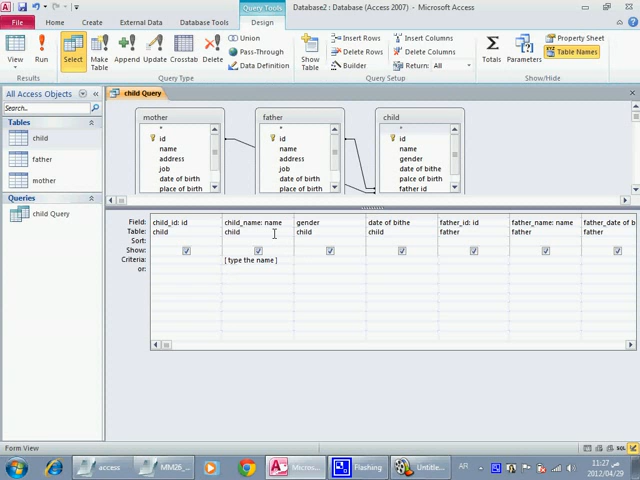 Query Tools
Database2 : Database (Access 2007) - Microsoft Access
File
Home
Create
External Data
Database Tools
Design
View
Run
Select
Make Table
Append
Update
Crosstab
Delete
Union
Pass-Through
Data Definition
Show Table
Insert Rows
Delete Rows
Builder
Insert Columns
Delete Columns
Return: All
Totals
Parameters
Property Sheet
Table Names
Results
Query Type
Query Setup
Show/Hide
All Access Objects
Search...
Tables
child
father
mother
Queries
child Query
child Query
mother
*
id
name
address
job
date of birth
place of birth
father
*
id
name
address
job
date of bithe
place of birth
child
*
id
name
gender
date of bithe
palce of birth
father id
Field: child_id: id child_name: name gender date of bithe father_id: id father_name: name father_date of b
Table: child child child child father father father
Sort:
Show:
Criteria: [ type the name ]
or:
Form View
SQL
access
MM26_...
Micros...
Flashing
Untitle...
AR
11:27 ص
2012/04/29